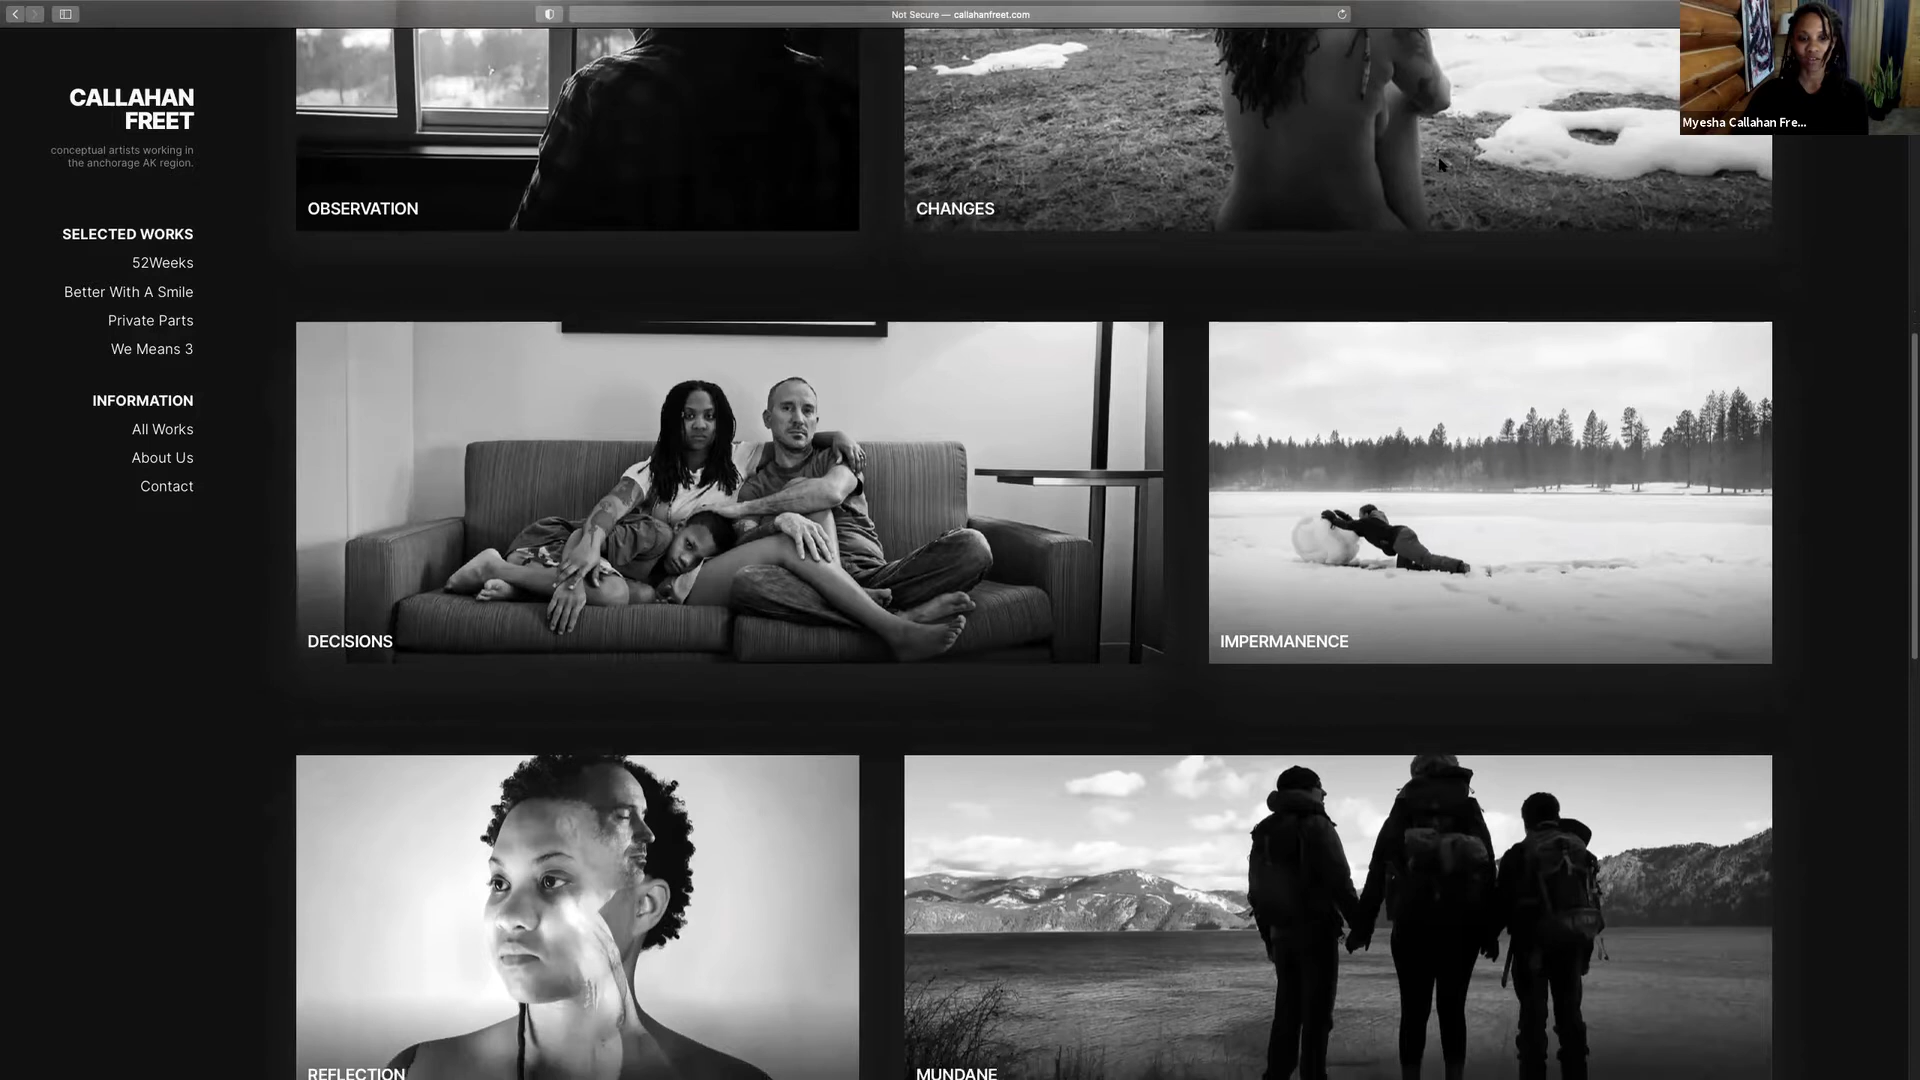 Not Secure — callahanfreet.com
Myesha Callahan Fre...
CALLAHAN
FREET
conceptual artists working in
the anchorage AK region.
SELECTED WORKS
52Weeks
Better With A Smile
Private Parts
We Means 3
INFORMATION
All Works
About Us
Contact
OBSERVATION
CHANGES
DECISIONS
IMPERMANENCE
REFLECTION
MUNDANE